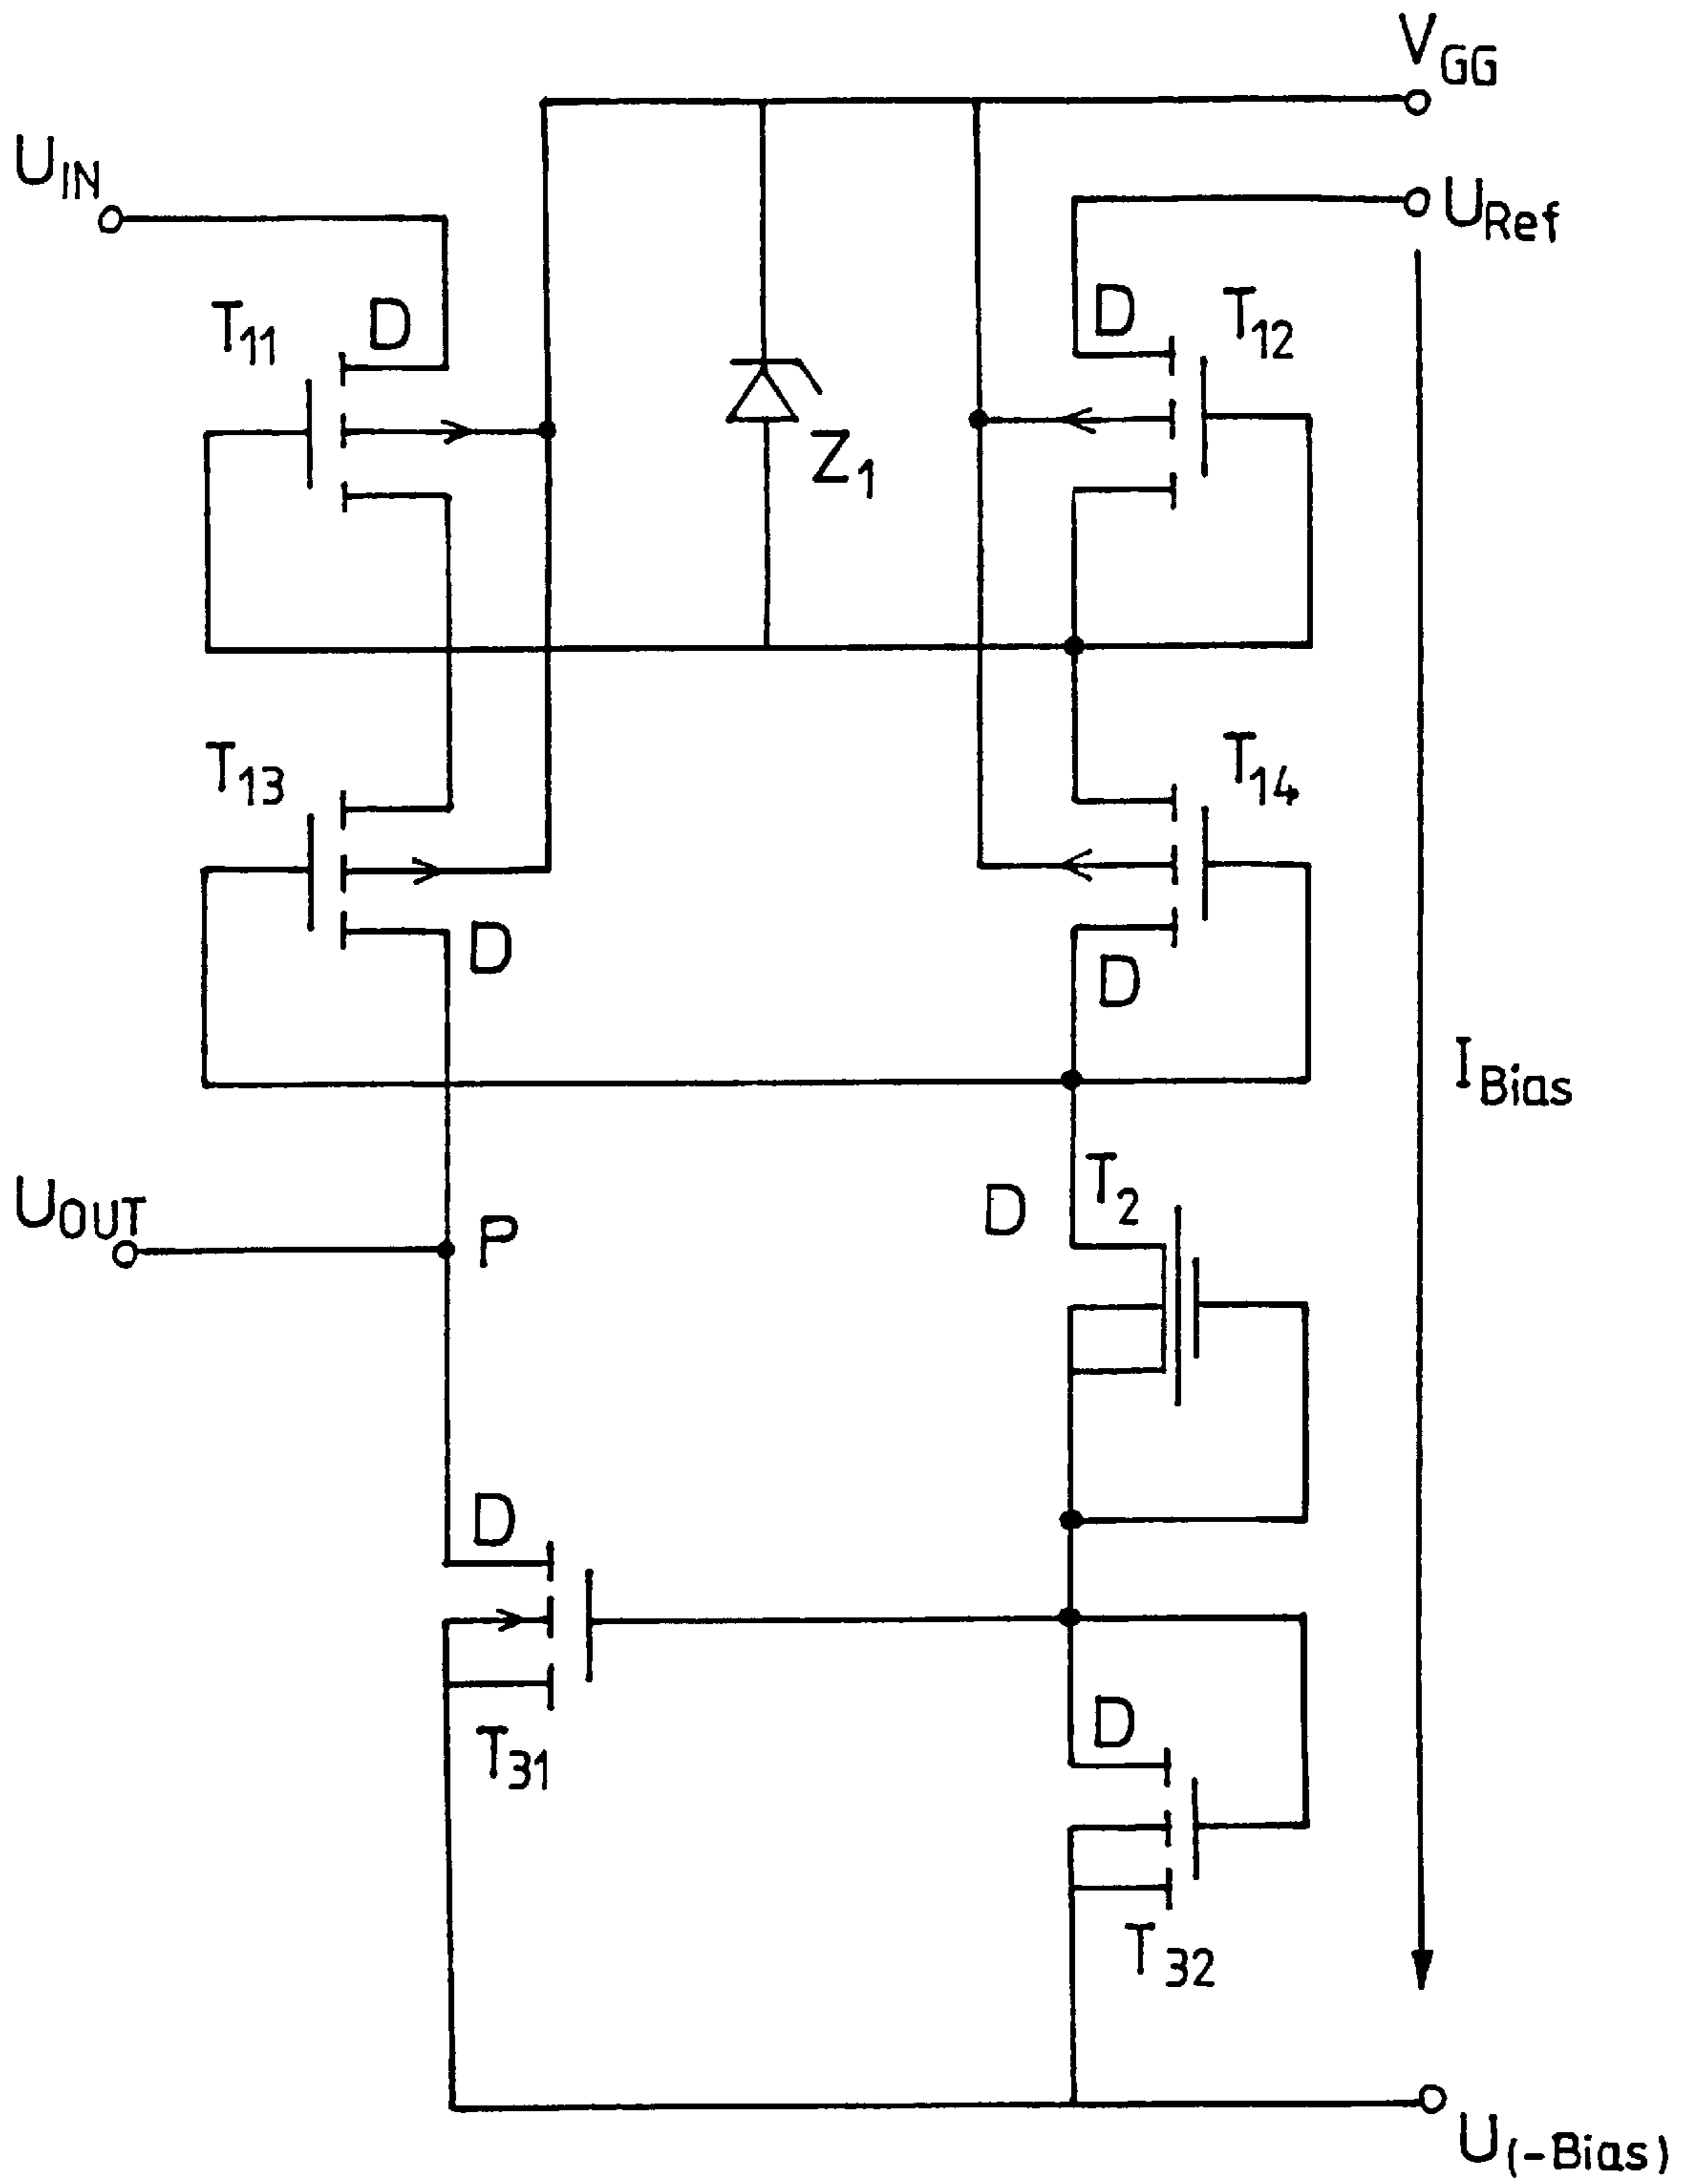 V_GG
U_IN
U_Ref
T_11
D
D
T_12
Z_1
T_13
T_14
D
D
I_Bias
U_OUT
P
D
T_2
D
T_31
D
T_32
U_(-Bias)